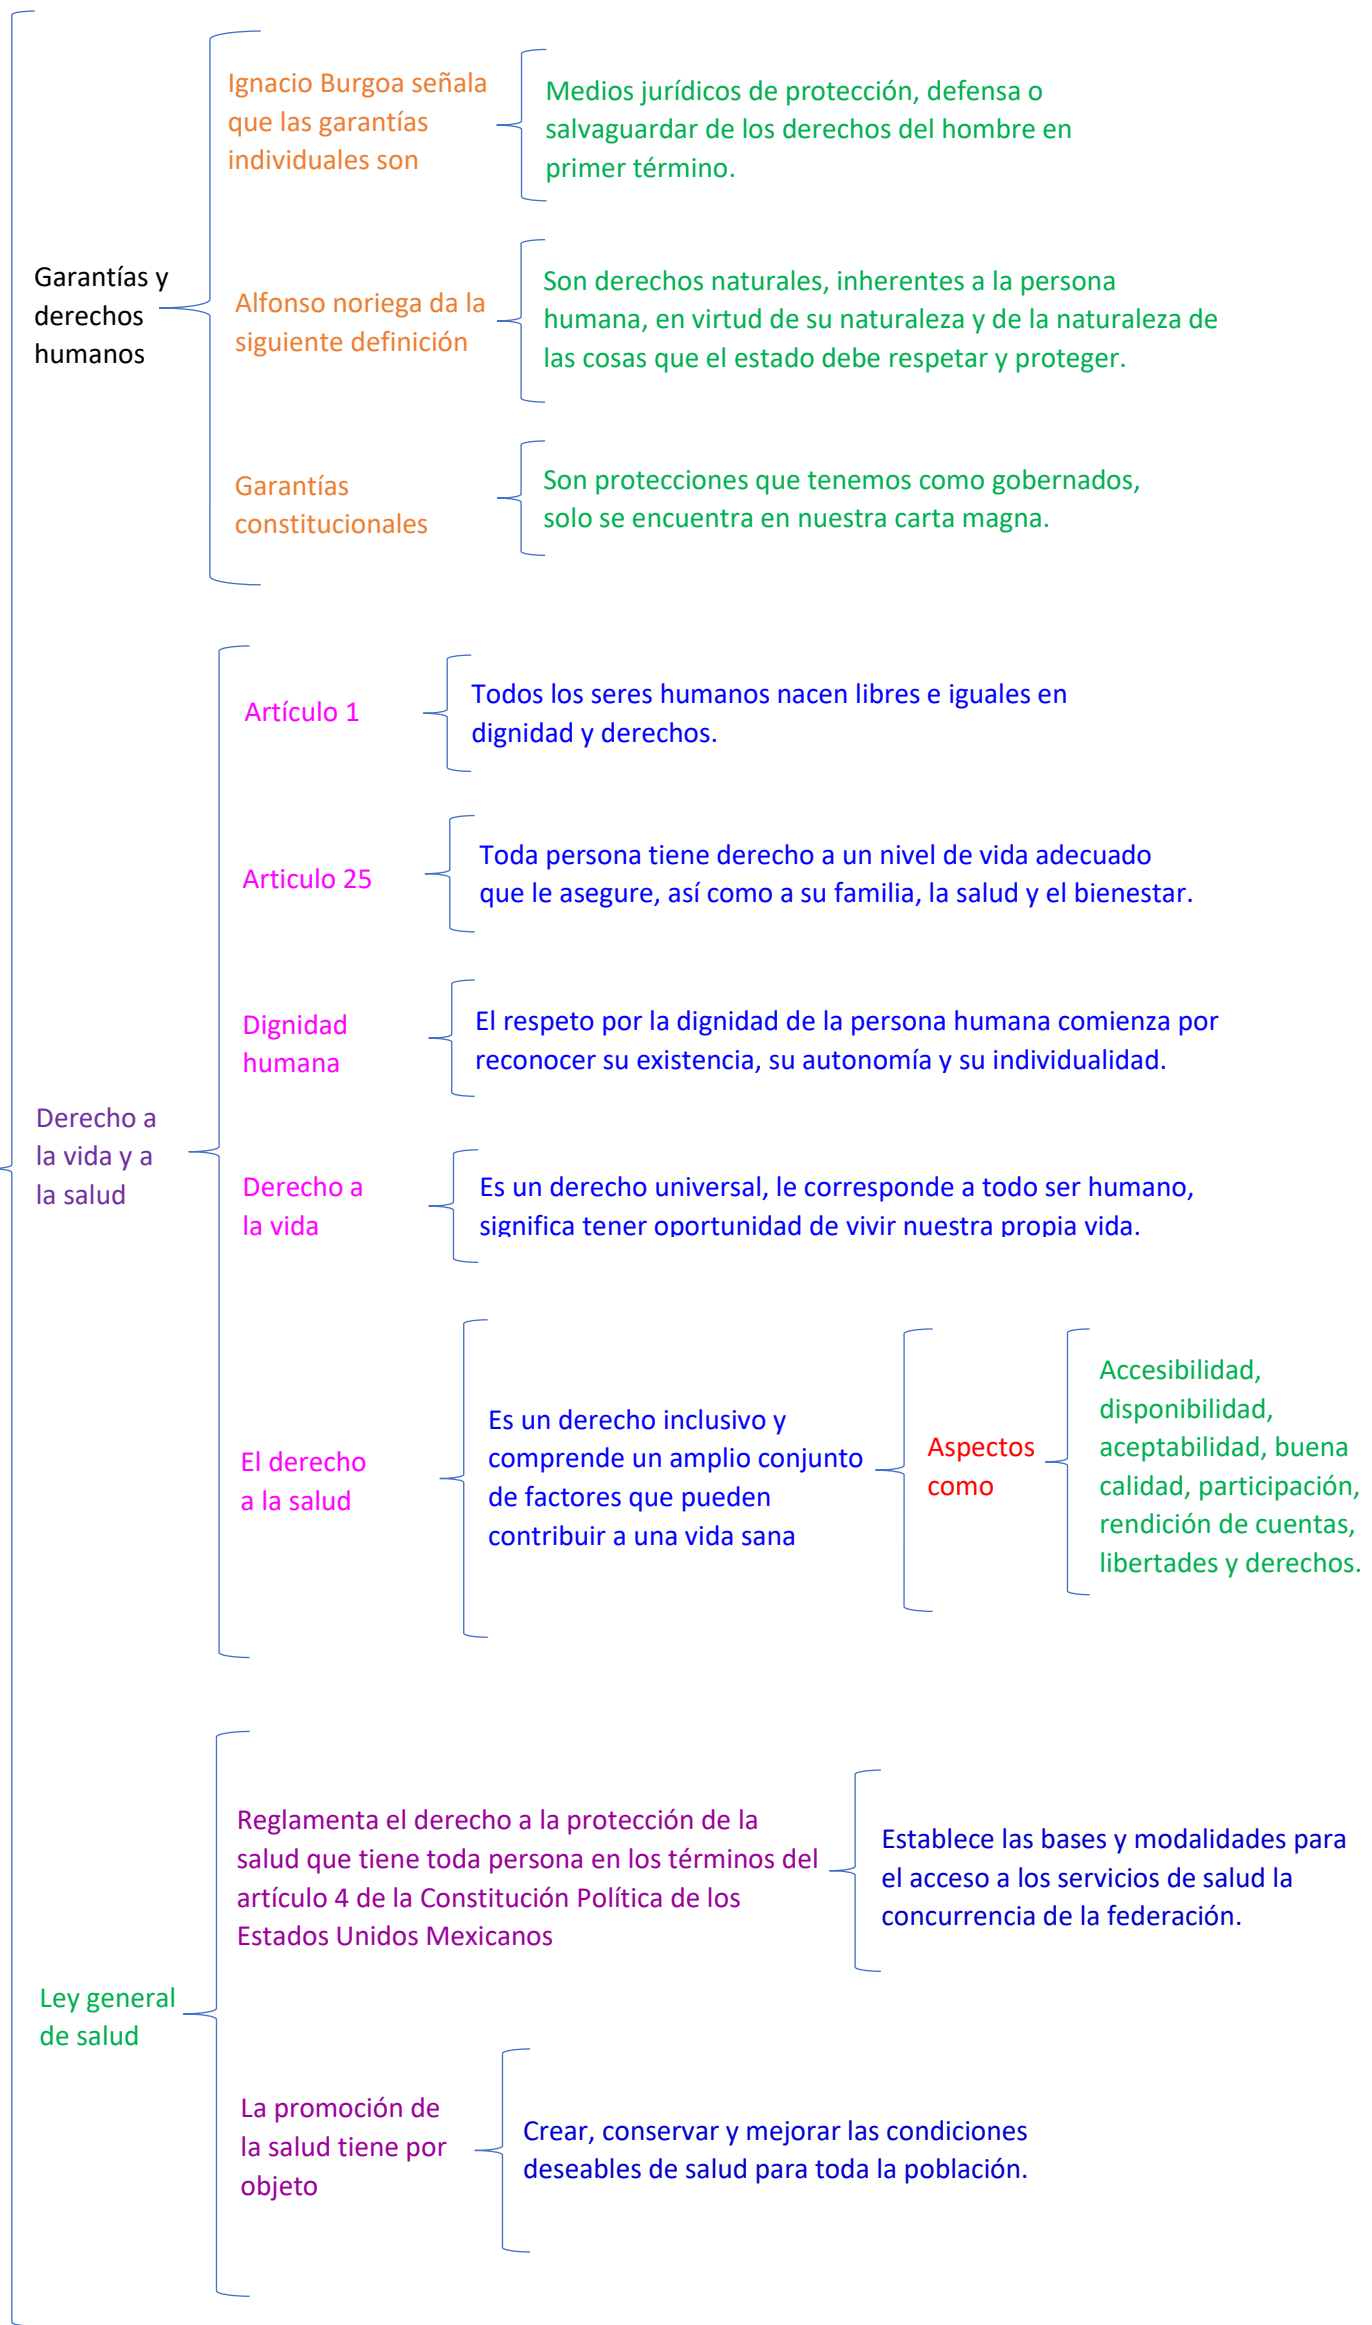 Garantías y
derechos
humanos
Ignacio Burgoa señala
que las garantías
individuales son
Medios jurídicos de protección, defensa o
salvaguardar de los derechos del hombre en
primer término.
Alfonso noriega da la
siguiente definición
Son derechos naturales, inherentes a la persona
humana, en virtud de su naturaleza y de la naturaleza de
las cosas que el estado debe respetar y proteger.
Garantías
constitucionales
Son protecciones que tenemos como gobernados,
solo se encuentra en nuestra carta magna.
Derecho a
la vida y a
la salud
Artículo 1
Todos los seres humanos nacen libres e iguales en
dignidad y derechos.
Articulo 25
Toda persona tiene derecho a un nivel de vida adecuado
que le asegure, así como a su familia, la salud y el bienestar.
Dignidad
humana
El respeto por la dignidad de la persona humana comienza por
reconocer su existencia, su autonomía y su individualidad.
Derecho a
la vida
Es un derecho universal, le corresponde a todo ser humano,
significa tener oportunidad de vivir nuestra propia vida.
El derecho
a la salud
Es un derecho inclusivo y
comprende un amplio conjunto
de factores que pueden
contribuir a una vida sana
Aspectos
como
Accesibilidad,
disponibilidad,
aceptabilidad, buena
calidad, participación,
rendición de cuentas,
libertades y derechos.
Ley general
de salud
Reglamenta el derecho a la protección de la
salud que tiene toda persona en los términos del
artículo 4 de la Constitución Política de los
Estados Unidos Mexicanos
Establece las bases y modalidades para
el acceso a los servicios de salud la
concurrencia de la federación.
La promoción de
la salud tiene por
objeto
Crear, conservar y mejorar las condiciones
deseables de salud para toda la población.